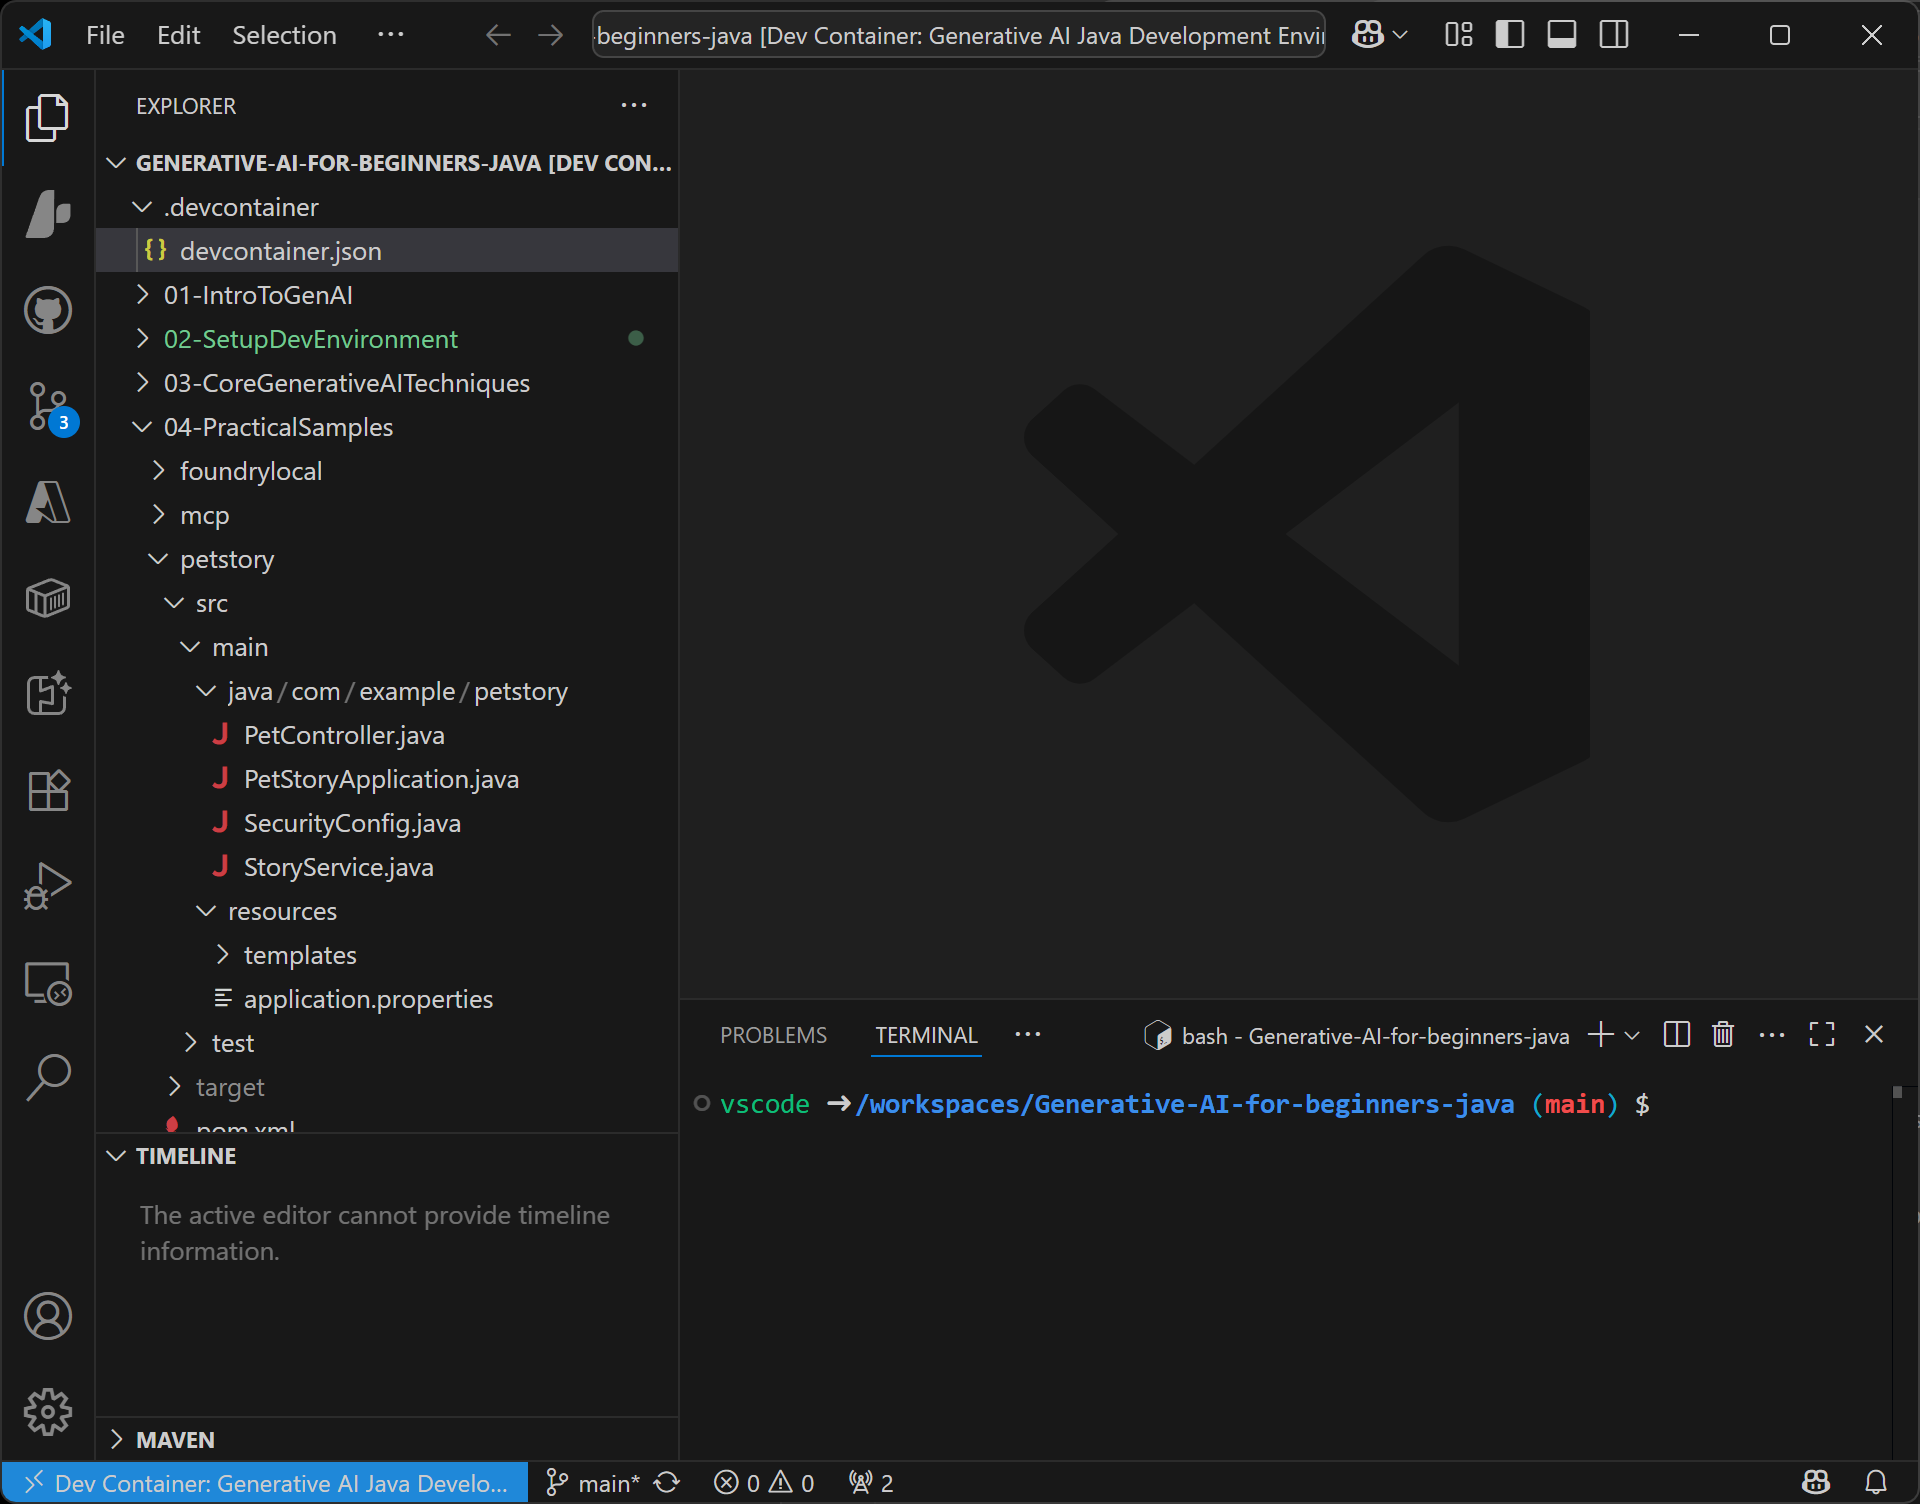 File Edit Selection ···
-beginners-java [Dev Container: Generative AI Java Development Envir
EXPLORER
GENERATIVE-AI-FOR-BEGINNERS-JAVA [DEV CON...
.devcontainer
{} devcontainer.json
01-IntroToGenAI
02-SetupDevEnvironment
03-CoreGenerativeAITechniques
3
04-PracticalSamples
foundrylocal
mcp
petstory
src
main
java/com/example/petstory
J PetController.java
J PetStoryApplication.java
J SecurityConfig.java
J StoryService.java
resources
templates
application.properties
test
target
pom.xml
TIMELINE
The active editor cannot provide timeline
information.
MAVEN
PROBLEMS TERMINAL ···
bash - Generative-AI-for-beginners-java
vscode ➜/workspaces/Generative-AI-for-beginners-java (main) $
Dev Container: Generative AI Java Develo... main* 0 0 2